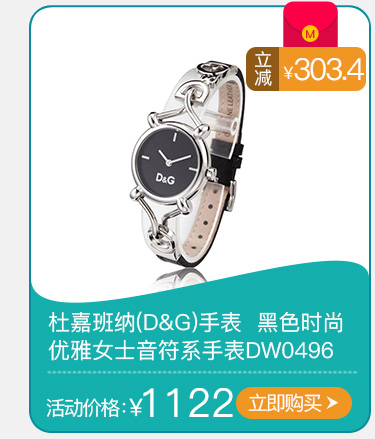 M
立减 ¥303.4
NE LEATHER
D&G
杜嘉班纳(D&G)手表 黑色时尚
优雅女士音符系手表DW0496
活动价格:¥1122 立即购买